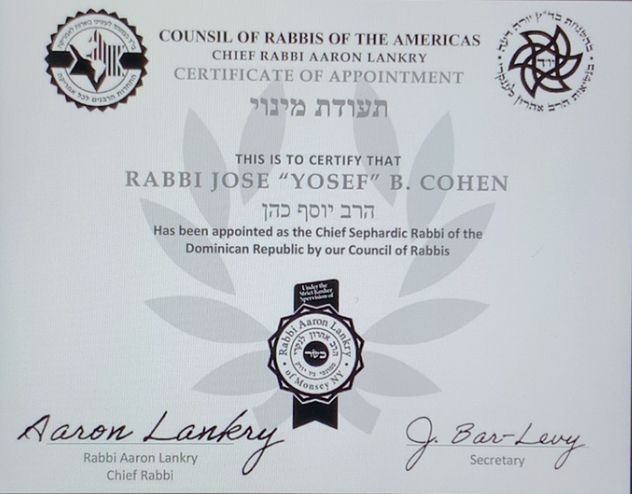 COUNSIL OF RABBIS OF THE AMERICAS
CHIEF RABBI AARON LANKRY
CERTIFICATE OF APPOINTMENT
תעודת מינוי
THIS IS TO CERTIFY THAT
RABBI JOSE “YOSEF” B. COHEN
הרב יוסף כהן
Has been appointed as the Chief Sephardic Rabbi of the
Dominican Republic by our Council of Rabbis
Under the
Strict Kosher
Supervision of
Rabbi Aaron Lankry
הרב אהרון לנקרי
כשר
of Monsey NY
Aaron Lankry
J. Bar-Levy
Rabbi Aaron Lankry
Secretary
Chief Rabbi